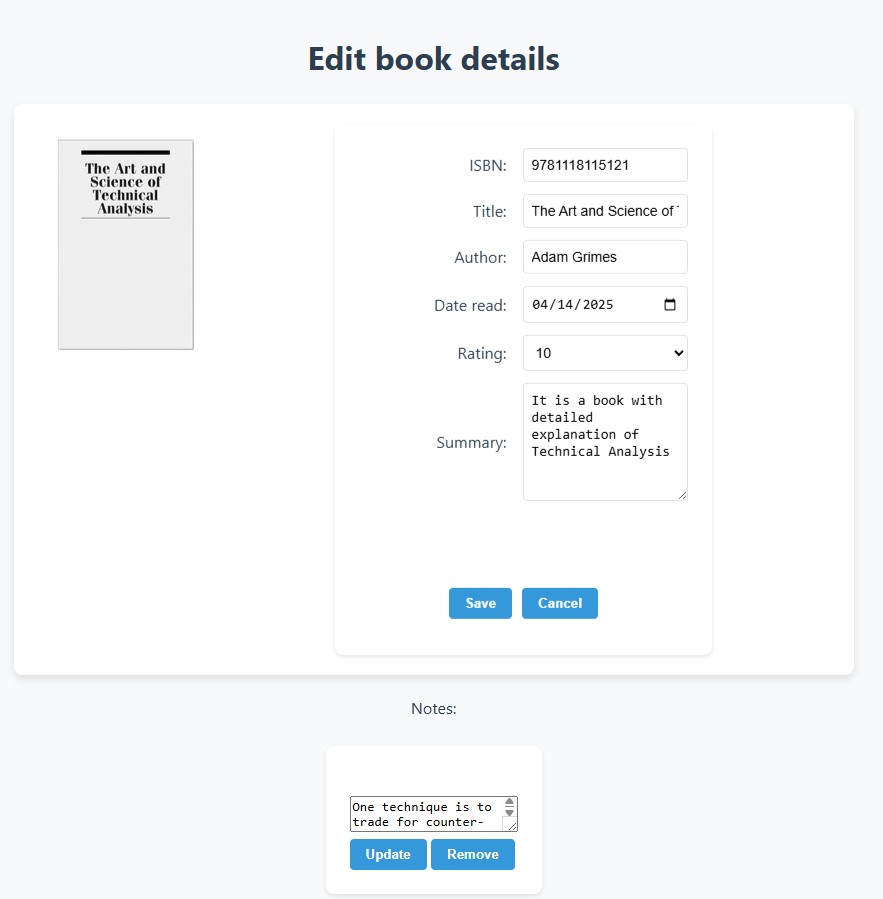 Edit book details
The Art and
Science of
Technical
Analysis
ISBN: 9781118115121
Title: The Art and Science of
Author: Adam Grimes
Date read: 04/14/2025
Rating: 10
Summary: It is a book with
detailed
explanation of
Technical Analysis
Save Cancel
Notes:
One technique is to
trade for counter-
Update Remove